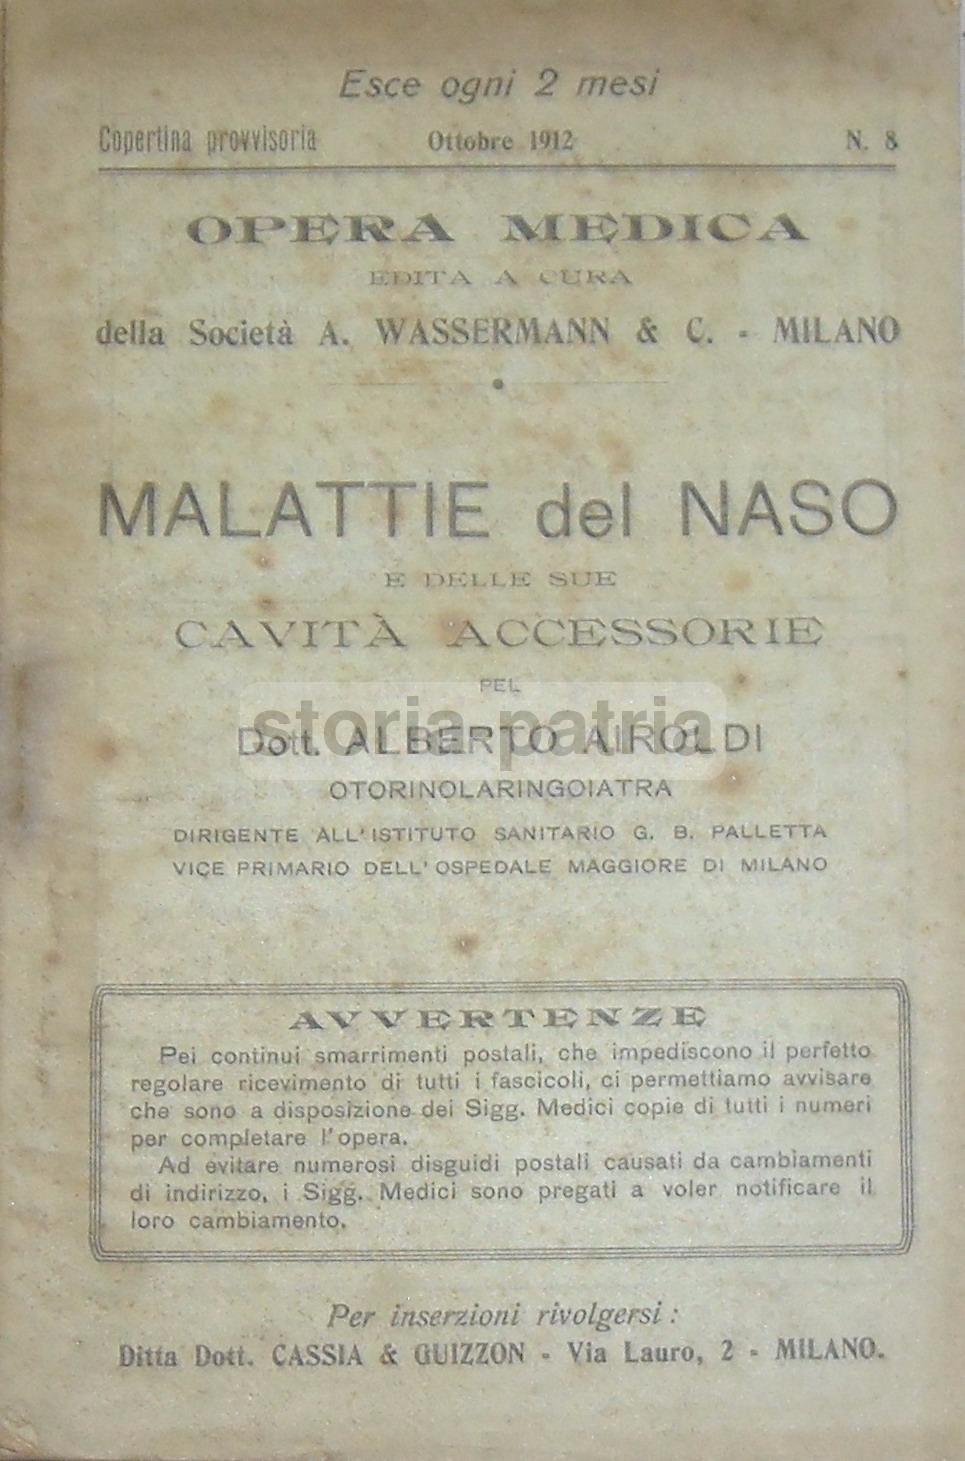 Esce ogni 2 mesi
Copertina provvisoria Ottobre 1912 N. 8
OPERA MEDICA
EDITA A CURA
della Società A. WASSERMANN & C. - MILANO
MALATTIE del NASO
E DELLE SUE
CAVITÀ ACCESSORIE
PEL
storia patria
Dott. ALBERTO AIROLDI
OTORINOLARINGOIATRA
DIRIGENTE ALL'ISTITUTO SANITARIO G. B. PALLETTA
VICE PRIMARIO DELL'OSPEDALE MAGGIORE DI MILANO
AVVERTENZE
Pei continui smarrimenti postali, che impediscono il perfetto
regolare ricevimento di tutti i fascicoli, ci permettiamo avvisare
che sono a disposizione dei Sigg. Medici copie di tutti i numeri
per completare l'opera.
Ad evitare numerosi disguidi postali causati da cambiamenti
di indirizzo, i Sigg. Medici sono pregati a voler notificare il
loro cambiamento.
Per inserzioni rivolgersi :
Ditta Dott. CASSIA & GUIZZON - Via Lauro, 2 - MILANO.